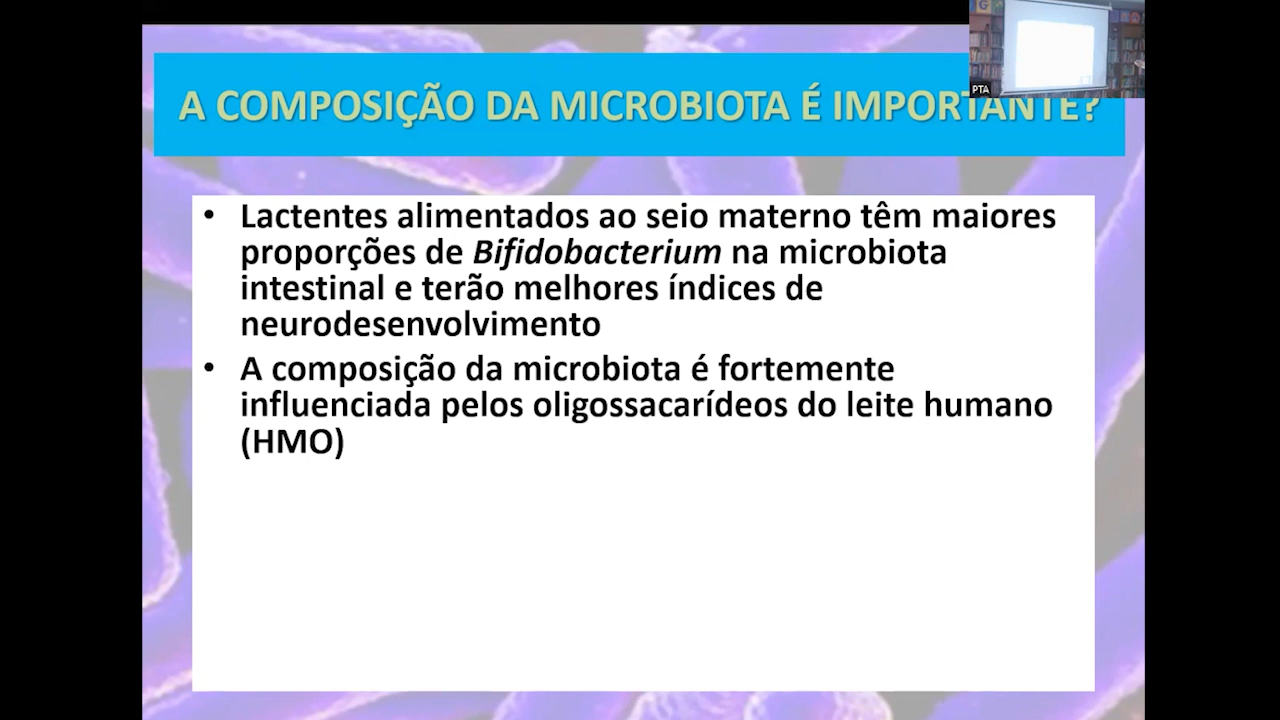 A COMPOSIÇÃO DA MICROBIOTA É IMPORTANTE?
PTA
• Lactentes alimentados ao seio materno têm maiores
proporções de Bifidobacterium na microbiota
intestinal e terão melhores índices de
neurodesenvolvimento
• A composição da microbiota é fortemente
influenciada pelos oligossacarídeos do leite humano
(HMO)